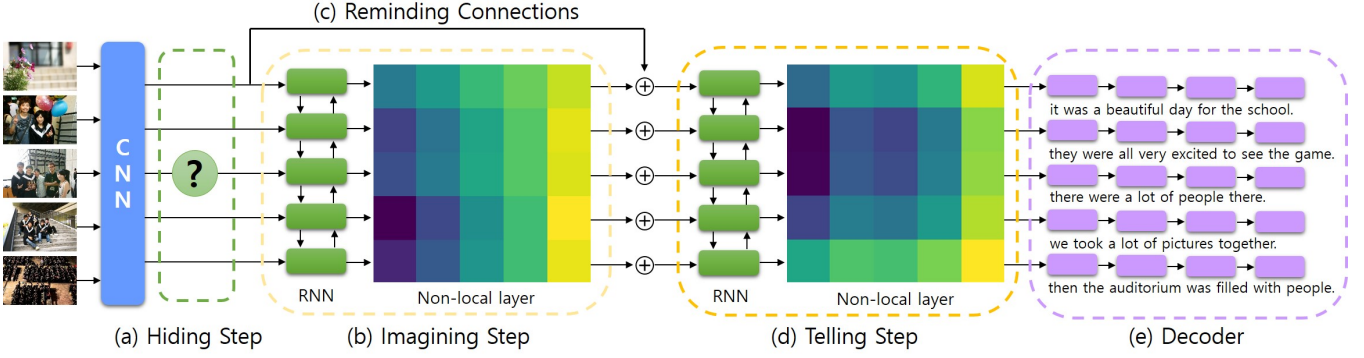 (c) Reminding Connections
CNN
?
RNN
Non-local layer
RNN
Non-local layer
it was a beautiful day for the school.
they were all very excited to see the game.
there were a lot of people there.
we took a lot of pictures together.
then the auditorium was filled with people.
(a) Hiding Step
(b) Imagining Step
(d) Telling Step
(e) Decoder